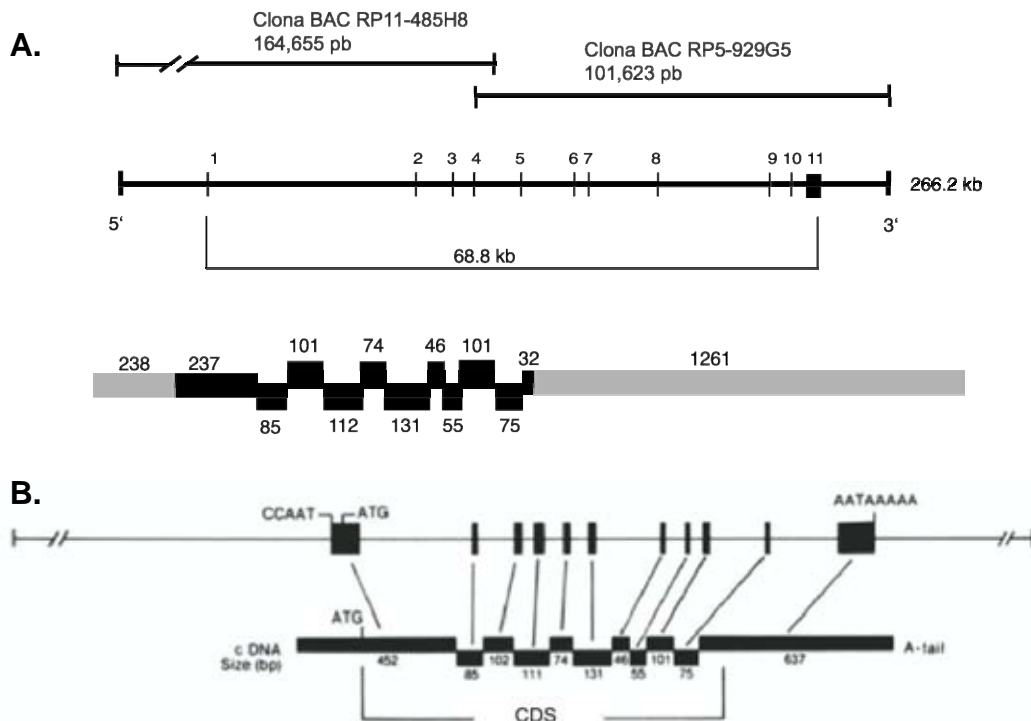 A.
Clona BAC RP11-485H8
164,655 pb
Clona BAC RP5-929G5
101,623 pb
1 2 3 4 5 6 7 8 9 10 11
266.2 kb
5‘ 3‘
68.8 kb
101 74 46 101
238 237 32 1261
85 112 131 55 75
B.
CCAAT ATG AATAAAAA
ATG
c DNA A-tail
Size (bp) 452 85 102 111 74 131 46 55 101 75 637
CDS